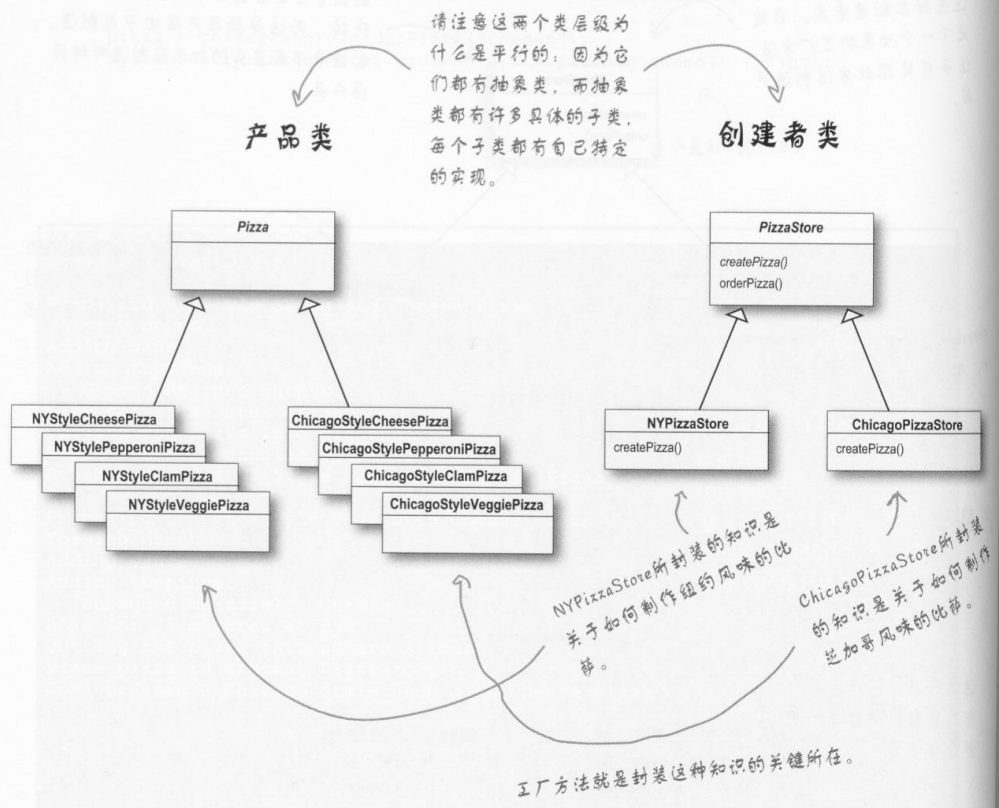 请注意这两个类层级为
什么是平行的：因为它
们都有抽象类，而抽象
类都有许多具体的子类，
每个子类都有自己特定
的实现。
产品类
创建者类
Pizza
PizzaStore
createPizza()
orderPizza()
NYStyleCheesePizza
NYStylePepperoniPizza
NYStyleClamPizza
NYStyleVeggiePizza
ChicagoStyleCheesePizza
ChicagoStylePepperoniPizza
ChicagoStyleClamPizza
ChicagoStyleVeggiePizza
NYPizzaStore
createPizza()
ChicagoPizzaStore
createPizza()
NYPizzaStore所封装的知识是
关于如何制作纽约风味的比
萨。
ChicagoPizzaStore所封装
的知识是关于如何制作
芝加哥风味的比萨。
工厂方法就是封装这种知识的关键所在。